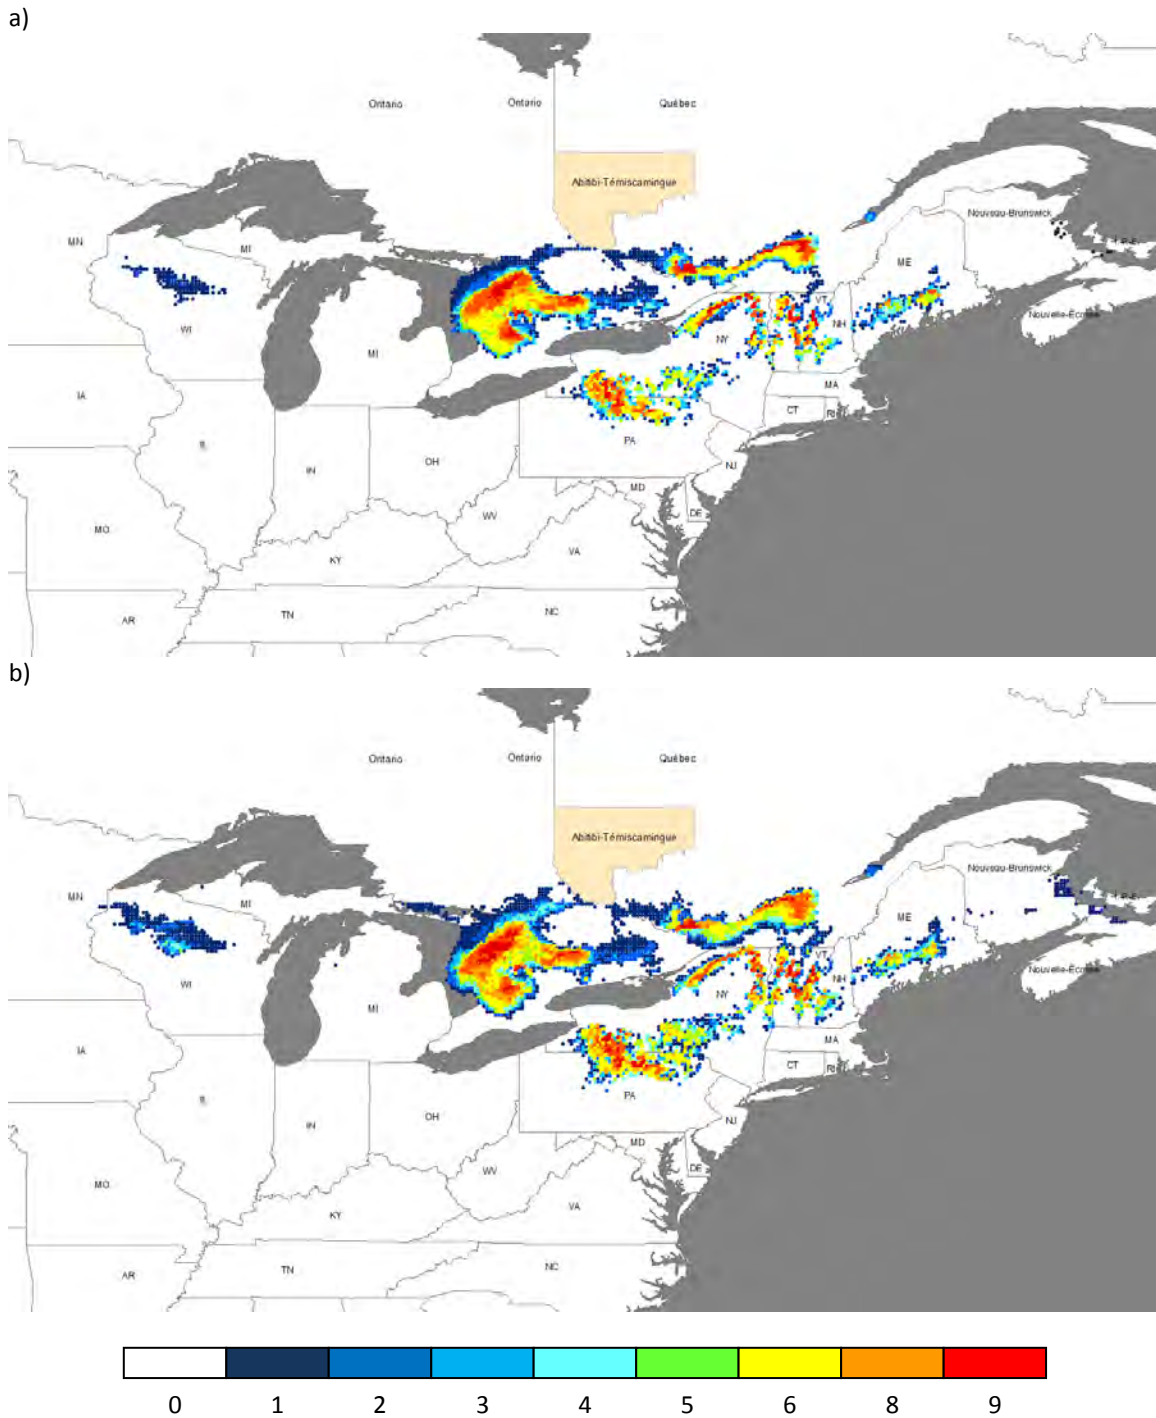 a)
Ontario Ontario Québec
Abitibi-Témiscamingue
Nouveau-Brunswick
MN MI ME
WI VT NH Nouvelle-Écosse
MI NY
IA MA
CT RI
IL IN OH PA
NJ
MD
WV DE
MO VA
KY
AR TN NC
b)
Ontario Ontario Québec
Abitibi-Témiscamingue
Nouveau-Brunswick
MN MI ME
WI VT NH Nouvelle-Écosse
MI NY
IA MA
CT RI
IL IN OH PA
NJ
MD
WV DE
MO VA
KY
AR TN NC
0 1 2 3 4 5 6 8 9